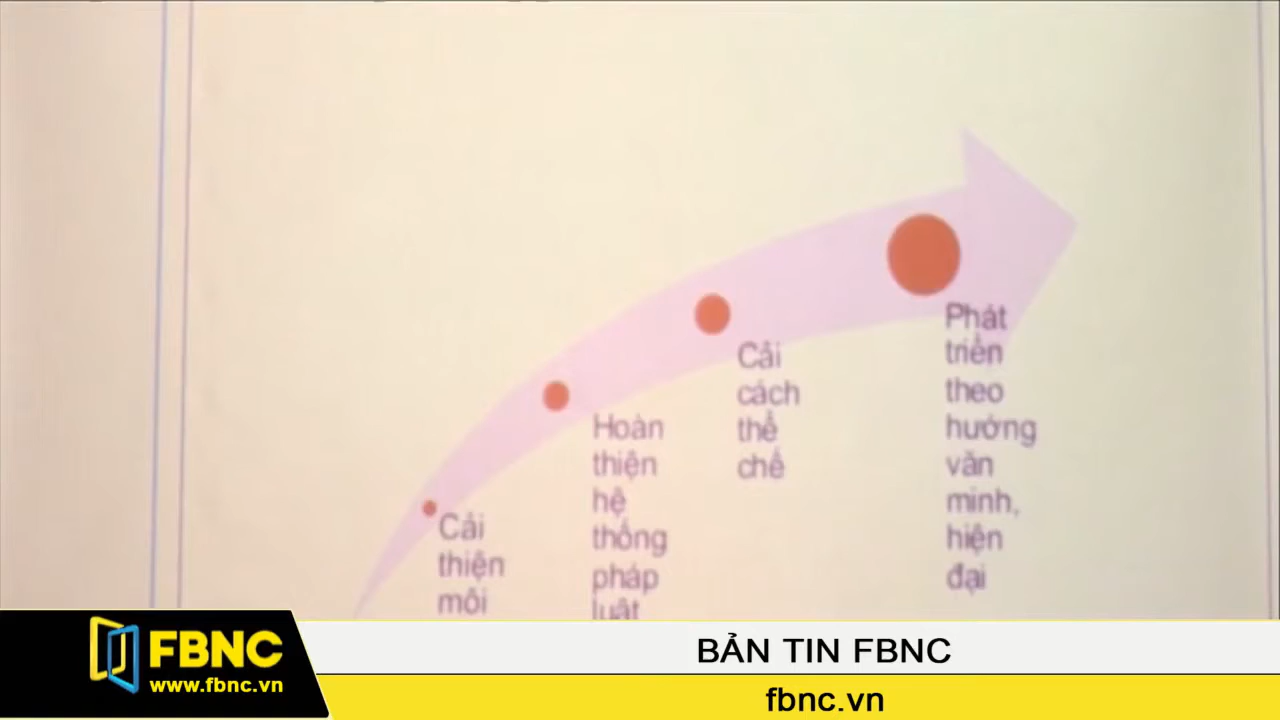 Phát
triển
theo
hướng
văn
minh,
hiện
đại
Cải
cách
thể
chế
Hoàn
thiện
hệ
thống
pháp
luật
Cải
thiện
môi
FBNC
www.fbnc.vn
BẢN TIN FBNC
fbnc.vn